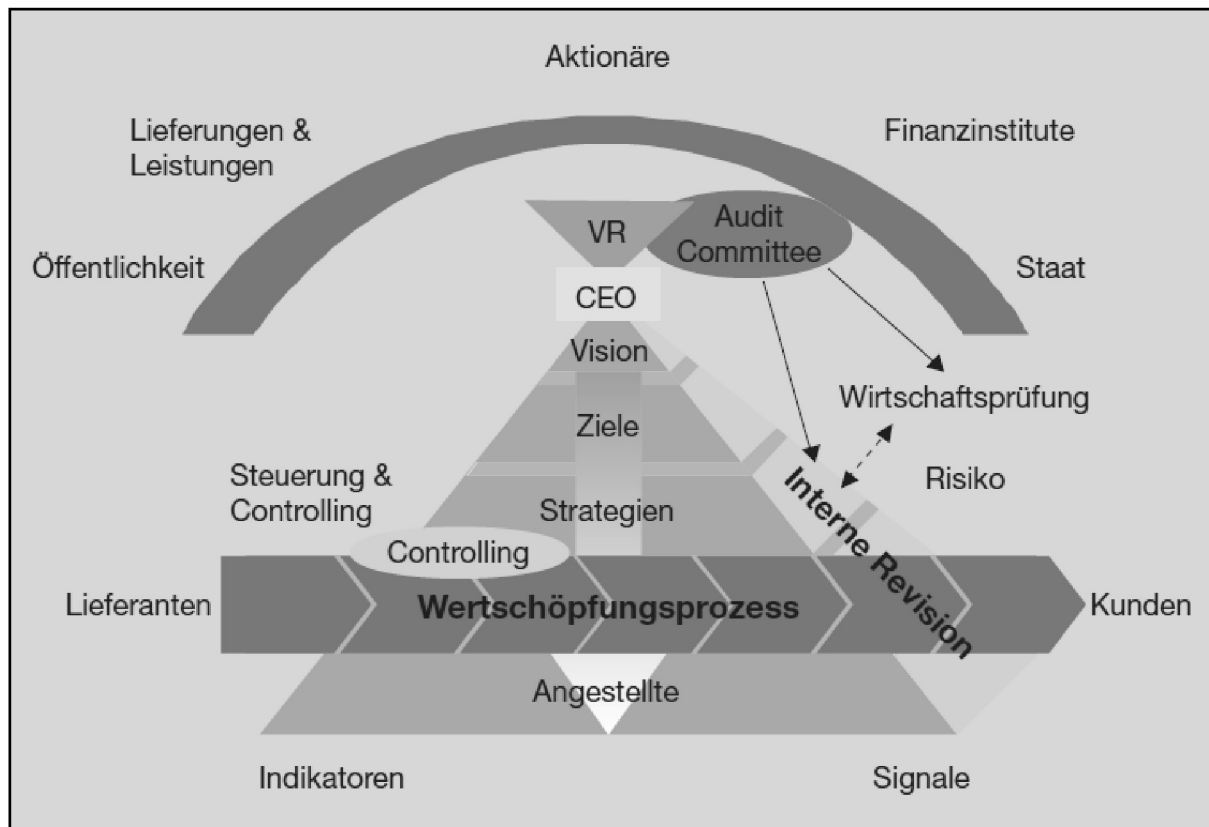 Aktionäre
Lieferungen &
Leistungen
Finanzinstitute
VR
Audit
Committee
Öffentlichkeit
Staat
CEO
Vision
Wirtschaftsprüfung
Ziele
Steuerung &
Controlling
Risiko
Strategien
Interne Revision
Controlling
Lieferanten
Wertschöpfungsprozess
Kunden
Angestellte
Indikatoren
Signale